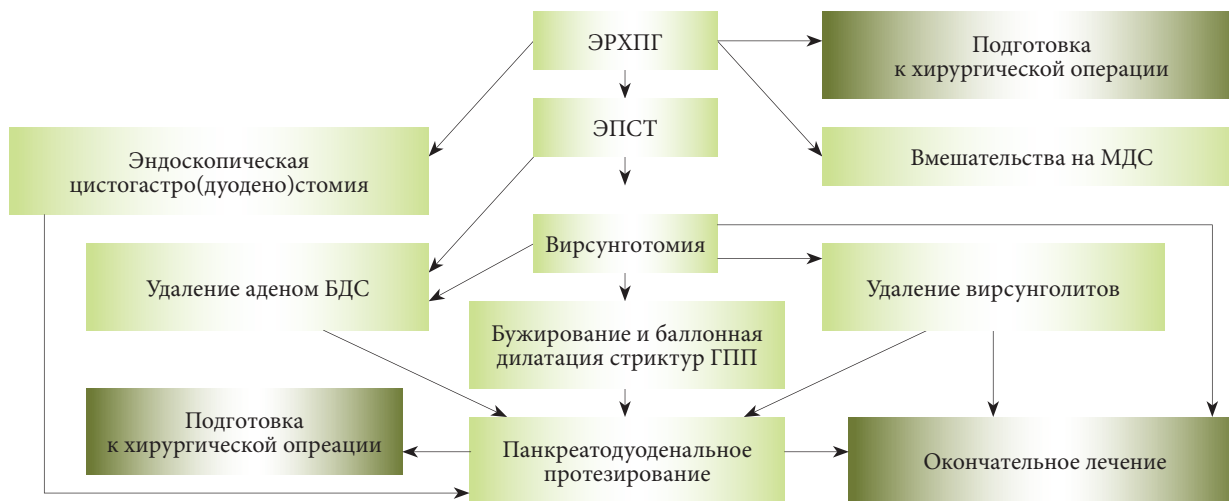 ЭРХПГ
Подготовка
к хирургической операции
ЭПСТ
Эндоскопическая
цистогастро(дуодено)стомия
Вмешательства на МДС
Вирсунготомия
Удаление аденом БДС
Удаление вирсунголитов
Бужирование и баллонная
дилатация стриктур ГПП
Подготовка
к хирургической опреации
Панкреатодуоденальное
протезирование
Окончательное лечение